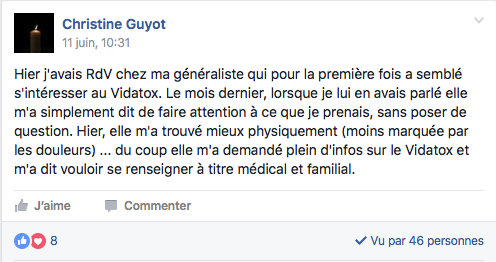 Christine Guyot
11 juin, 10:31
Hier j'avais RdV chez ma généraliste qui pour la première fois a semblé
s'intéresser au Vidatox. Le mois dernier, lorsque je lui en avais parlé elle
m'a simplement dit de faire attention à ce que je prenais, sans poser de
question. Hier, elle m'a trouvé mieux physiquement (moins marquée par
les douleurs) ... du coup elle m'a demandé plein d'infos sur le Vidatox et
m'a dit vouloir se renseigner à titre médical et familial.
J'aime Commenter
8 Vu par 46 personnes